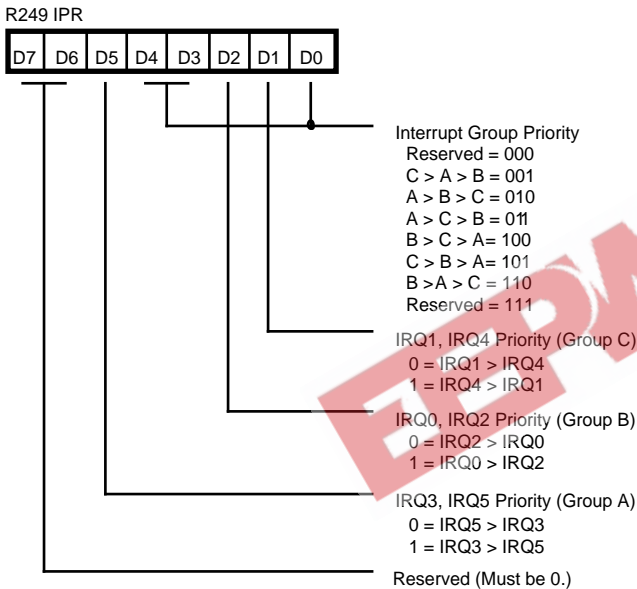 R249 IPR
D7 D6 D5 D4 D3 D2 D1 D0
Interrupt Group Priority
Reserved = 000
C > A > B = 001
A > B > C = 010
A > C > B = 011
B > C > A= 100
C > B > A= 101
B >A > C = 110
Reserved = 111
IRQ1, IRQ4 Priority (Group C)
0 = IRQ1 > IRQ4
1 = IRQ4 > IRQ1
IRQ0, IRQ2 Priority (Group B)
0 = IRQ2 > IRQ0
1 = IRQ0 > IRQ2
IRQ3, IRQ5 Priority (Group A)
0 = IRQ5 > IRQ3
1 = IRQ3 > IRQ5
Reserved (Must be 0.)